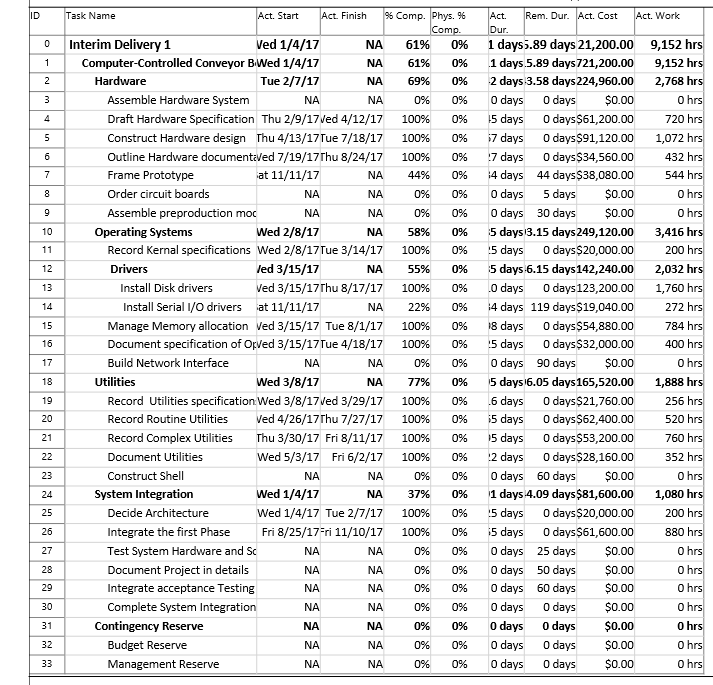 ID Task Name Act. Start Act. Finish % Comp. Phys. % Comp. Act. Dur. Rem. Dur. Act. Cost Act. Work
0 Interim Delivery 1 Wed 1/4/17 NA 61% 0% 1 days 5.89 days 21,200.00 9,152 hrs
1 Computer-Controlled Conveyor B Wed 1/4/17 NA 61% 0% 1 days 5.89 days 721,200.00 9,152 hrs
2 Hardware Tue 2/7/17 NA 69% 0% 2 days 3.58 days 224,960.00 2,768 hrs
3 Assemble Hardware System NA NA 0% 0% 0 days 0 days $0.00 0 hrs
4 Draft Hardware Specification Thu 2/9/17 Wed 4/12/17 100% 0% 45 days 0 days $61,200.00 720 hrs
5 Construct Hardware design Thu 4/13/17 Tue 7/18/17 100% 0% 67 days 0 days $91,120.00 1,072 hrs
6 Outline Hardware documenta Wed 7/19/17 Thu 8/24/17 100% 0% 27 days 0 days $34,560.00 432 hrs
7 Frame Prototype Sat 11/11/17 NA 44% 0% 34 days 44 days $38,080.00 544 hrs
8 Order circuit boards NA NA 0% 0% 0 days 5 days $0.00 0 hrs
9 Assemble preproduction mod NA NA 0% 0% 0 days 30 days $0.00 0 hrs
10 Operating Systems Wed 2/8/17 NA 58% 0% 5 days 3.15 days 249,120.00 3,416 hrs
11 Record Kernal specifications Wed 2/8/17 Tue 3/14/17 100% 0% 25 days 0 days $20,000.00 200 hrs
12 Drivers Wed 3/15/17 NA 55% 0% 5 days 6.15 days 142,240.00 2,032 hrs
13 Install Disk drivers Wed 3/15/17 Thu 8/17/17 100% 0% .0 days 0 days 123,200.00 1,760 hrs
14 Install Serial I/O drivers Sat 11/11/17 NA 22% 0% 34 days 119 days $19,040.00 272 hrs
15 Manage Memory allocation Wed 3/15/17 Tue 8/1/17 100% 0% 98 days 0 days $54,880.00 784 hrs
16 Document specification of Op Wed 3/15/17 Tue 4/18/17 100% 0% 25 days 0 days $32,000.00 400 hrs
17 Build Network Interface NA NA 0% 0% 0 days 90 days $0.00 0 hrs
18 Utilities Wed 3/8/17 NA 77% 0% 5 days 6.05 days 165,520.00 1,888 hrs
19 Record Utilities specification Wed 3/8/17 Wed 3/29/17 100% 0% .6 days 0 days $21,760.00 256 hrs
20 Record Routine Utilities Wed 4/26/17 Thu 7/27/17 100% 0% 65 days 0 days $62,400.00 520 hrs
21 Record Complex Utilities Thu 3/30/17 Fri 8/11/17 100% 0% 95 days 0 days $53,200.00 760 hrs
22 Document Utilities Wed 5/3/17 Fri 6/2/17 100% 0% 22 days 0 days $28,160.00 352 hrs
23 Construct Shell NA NA 0% 0% 0 days 60 days $0.00 0 hrs
24 System Integration Wed 1/4/17 NA 37% 0% 1 days 4.09 days $81,600.00 1,080 hrs
25 Decide Architecture Wed 1/4/17 Tue 2/7/17 100% 0% 25 days 0 days $20,000.00 200 hrs
26 Integrate the first Phase Fri 8/25/17 Fri 11/10/17 100% 0% 55 days 0 days $61,600.00 880 hrs
27 Test System Hardware and So NA NA 0% 0% 0 days 25 days $0.00 0 hrs
28 Document Project in details NA NA 0% 0% 0 days 50 days $0.00 0 hrs
29 Integrate acceptance Testing NA NA 0% 0% 0 days 60 days $0.00 0 hrs
30 Complete System Integration NA NA 0% 0% 0 days 0 days $0.00 0 hrs
31 Contingency Reserve NA NA 0% 0% 0 days 0 days $0.00 0 hrs
32 Budget Reserve NA NA 0% 0% 0 days 0 days $0.00 0 hrs
33 Management Reserve NA NA 0% 0% 0 days 0 days $0.00 0 hrs